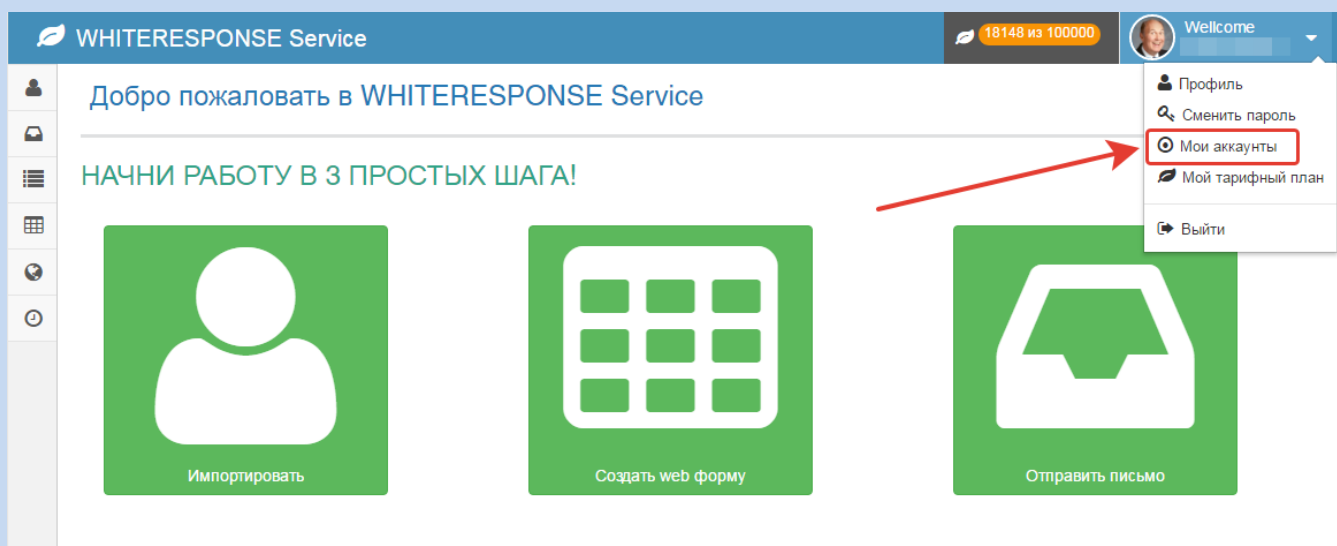 WHITERESPONSE Service
18148 из 100000
Wellcome
Добро пожаловать в WHITERESPONSE Service
Профиль
Сменить пароль
Мои аккаунты
Мой тарифный план
Выйти
НАЧНИ РАБОТУ В 3 ПРОСТЫХ ШАГА!
Импортировать
Создать web форму
Отправить письмо